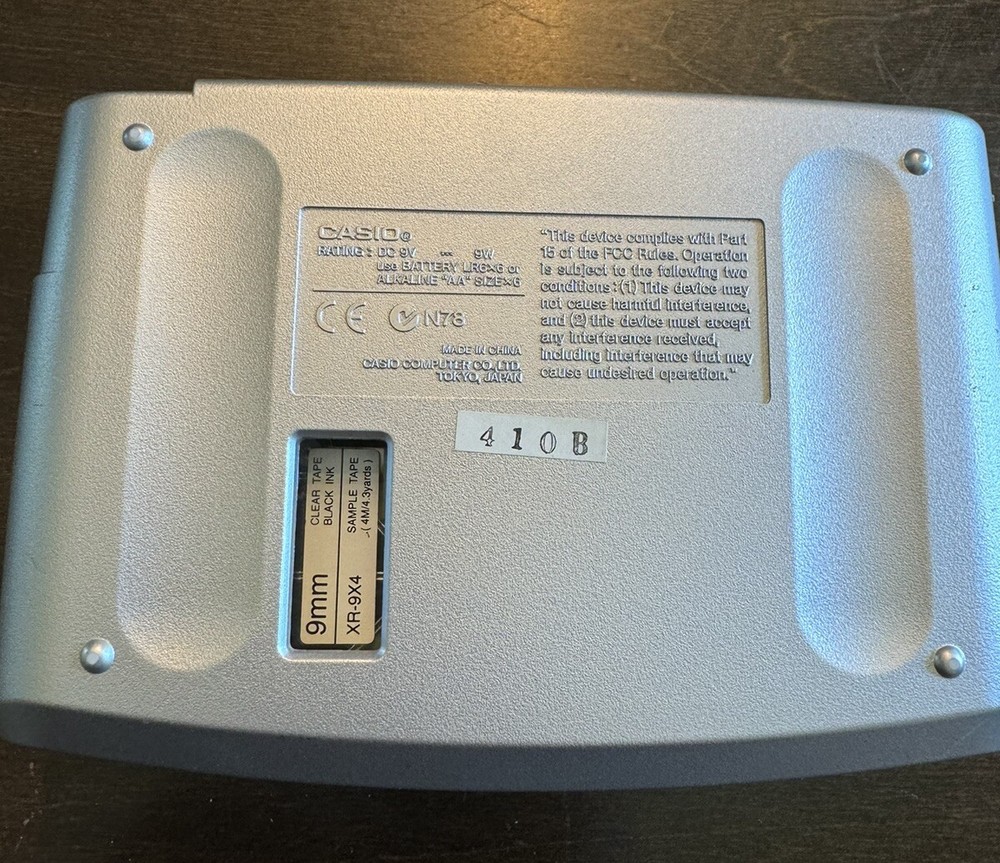 CASIO®
RATING : DC 9V ⎓ 9W
use BATTERY LR6×6 or
ALKALINE "AA" SIZE×6
CE N78
MADE IN CHINA
CASIO COMPUTER CO., LTD.
TOKYO, JAPAN
"This device complies with Part
15 of the FCC Rules. Operation
is subject to the following two
conditions : (1) This device may
not cause harmful interference,
and (2) this device must accept
any interference received,
including interference that may
cause undesired operation."
410B
9mm CLEAR TAPE
BLACK INK
XR-9X4 SAMPLE TAPE
(4M/4.3yards)